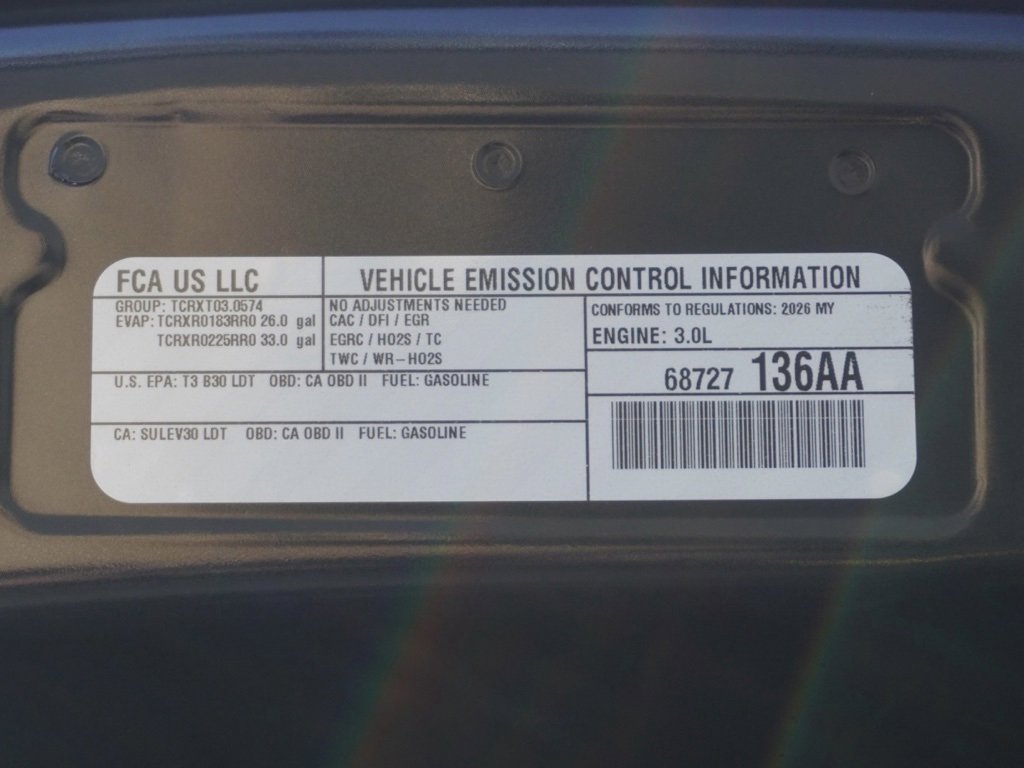 FCA US LLC
VEHICLE EMISSION CONTROL INFORMATION
GROUP: TCRXT03.0574
EVAP: TCRXR0183RR0 26.0 gal
TCRXR0225RR0 33.0 gal
NO ADJUSTMENTS NEEDED
CAC / DFI / EGR
EGRC / HO2S / TC
TWC / WR-HO2S
CONFORMS TO REGULATIONS: 2026 MY
ENGINE: 3.0L
U.S. EPA: T3 B30 LDT OBD: CA OBD II FUEL: GASOLINE
68727 136AA
CA: SULEV30 LDT OBD: CA OBD II FUEL: GASOLINE